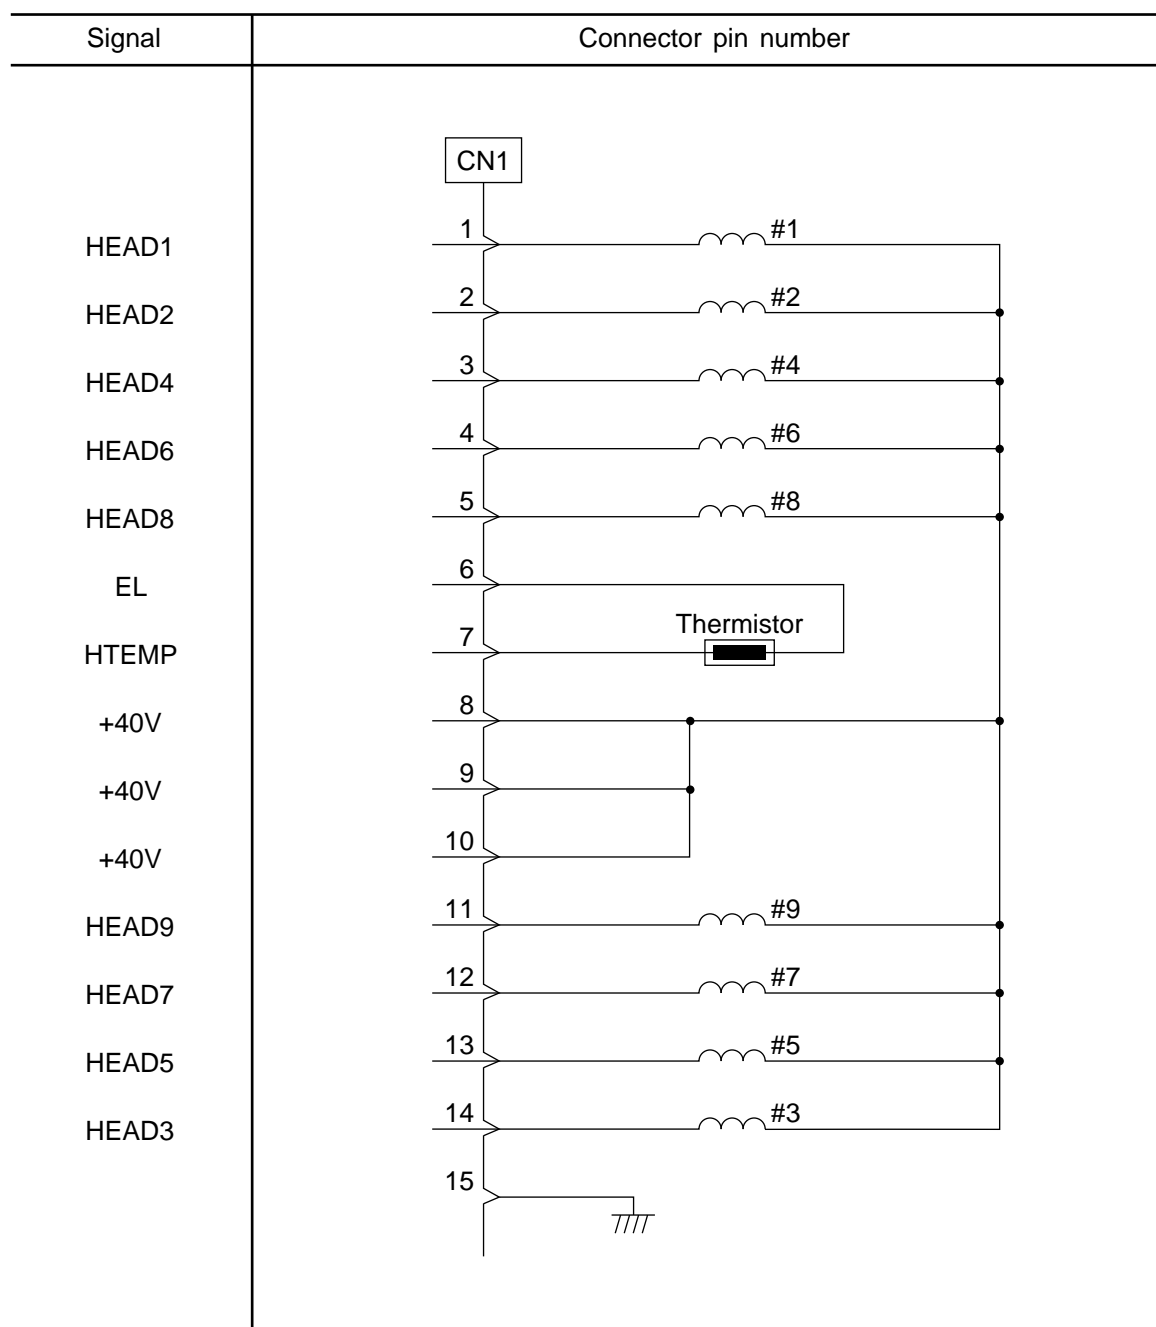 Signal Connector pin number
CN1
HEAD1 1 #1
HEAD2 2 #2
HEAD4 3 #4
HEAD6 4 #6
HEAD8 5 #8
EL 6
Thermistor
HTEMP 7
+40V 8
+40V 9
+40V 10
HEAD9 11 #9
HEAD7 12 #7
HEAD5 13 #5
HEAD3 14 #3
15